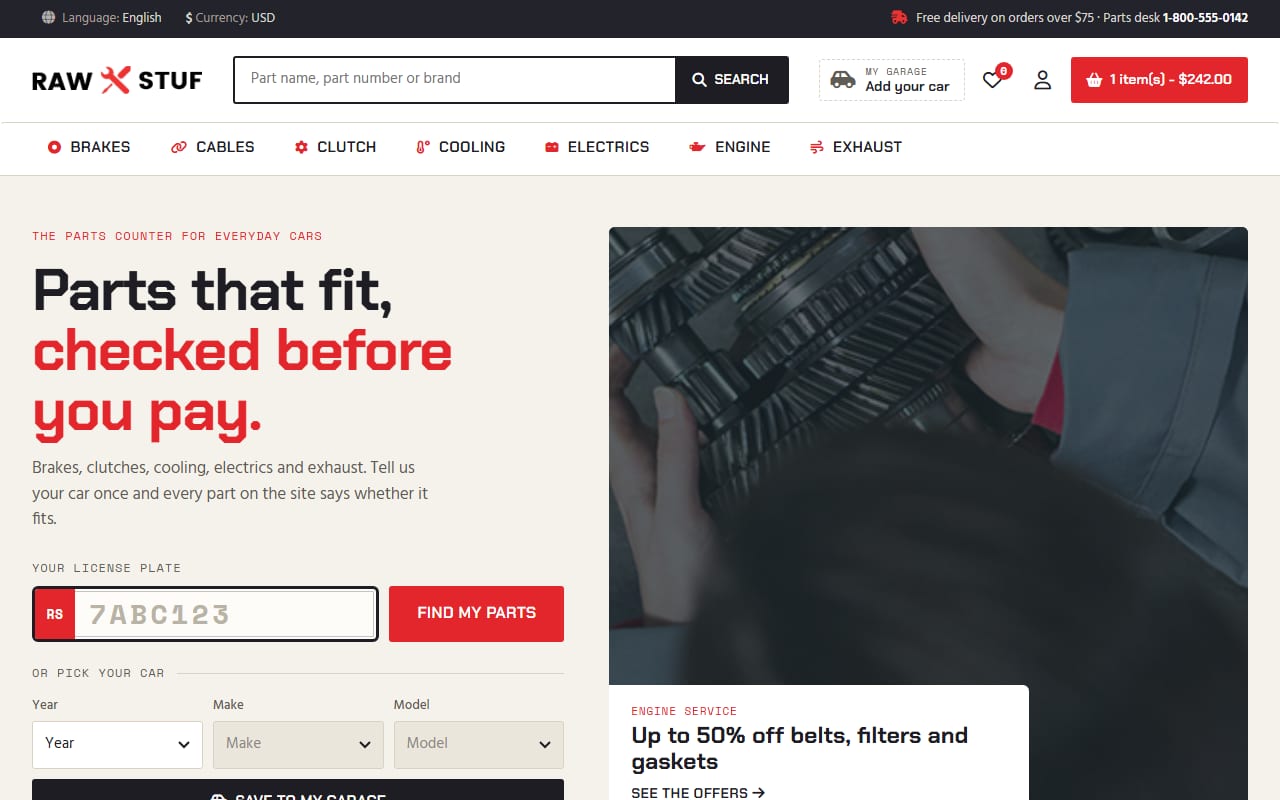 Language: English
$ Currency: USD
Free delivery on orders over $75 · Parts desk 1-800-555-0142
RAW STUF
Part name, part number or brand
SEARCH
MY GARAGE
Add your car
0
1 item(s) - $242.00
BRAKES
CABLES
CLUTCH
COOLING
ELECTRICS
ENGINE
EXHAUST
THE PARTS COUNTER FOR EVERYDAY CARS
Parts that fit,
checked before
you pay.
Brakes, clutches, cooling, electrics and exhaust. Tell us
your car once and every part on the site says whether it
fits.
YOUR LICENSE PLATE
RS
7ABC123
FIND MY PARTS
OR PICK YOUR CAR
Year
Make
Model
Year
Make
Model
SAVE TO MY GARAGE
ENGINE SERVICE
Up to 50% off belts, filters and
gaskets
SEE THE OFFERS →